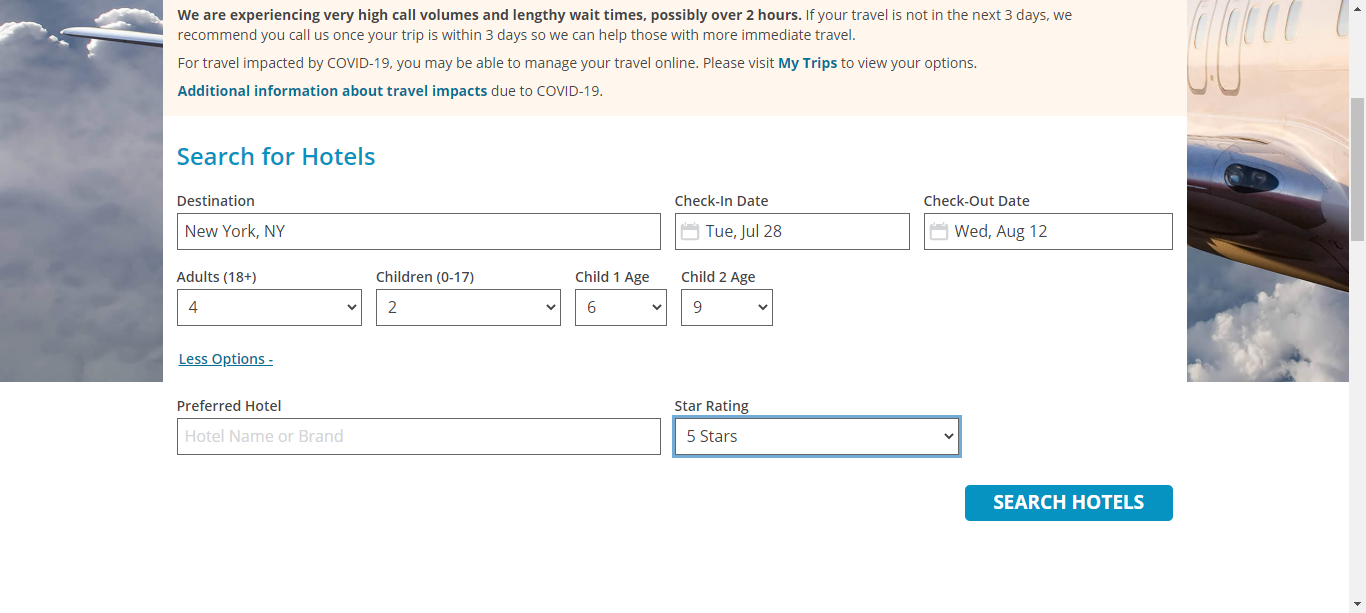 We are experiencing very high call volumes and lengthy wait times, possibly over 2 hours. If your travel is not in the next 3 days, we
recommend you call us once your trip is within 3 days so we can help those with more immediate travel.
For travel impacted by COVID-19, you may be able to manage your travel online. Please visit My Trips to view your options.
Additional information about travel impacts due to COVID-19.
Search for Hotels
Destination Check-In Date Check-Out Date
New York, NY Tue, Jul 28 Wed, Aug 12
Adults (18+) Children (0-17) Child 1 Age Child 2 Age
4 2 6 9
Less Options -
Preferred Hotel Star Rating
Hotel Name or Brand 5 Stars
SEARCH HOTELS